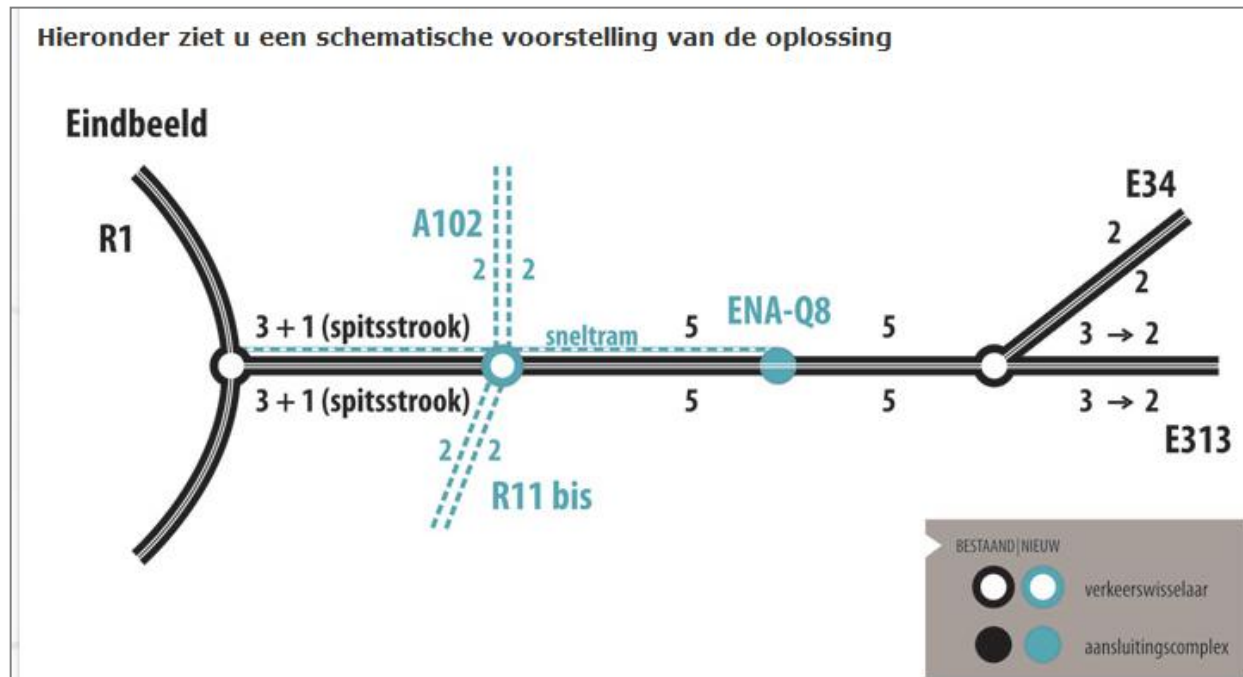 Hieronder ziet u een schematische voorstelling van de oplossing
Eindbeeld
R1
A102
2 2
3 + 1 (spitsstrook)
sneltram
5
ENA-Q8
5
E34
2
2
3 → 2
3 + 1 (spitsstrook)
5
5
3 → 2
E313
2 2
R11 bis
BESTAAND|NIEUW
verkeerswisselaar
aansluitingscomplex